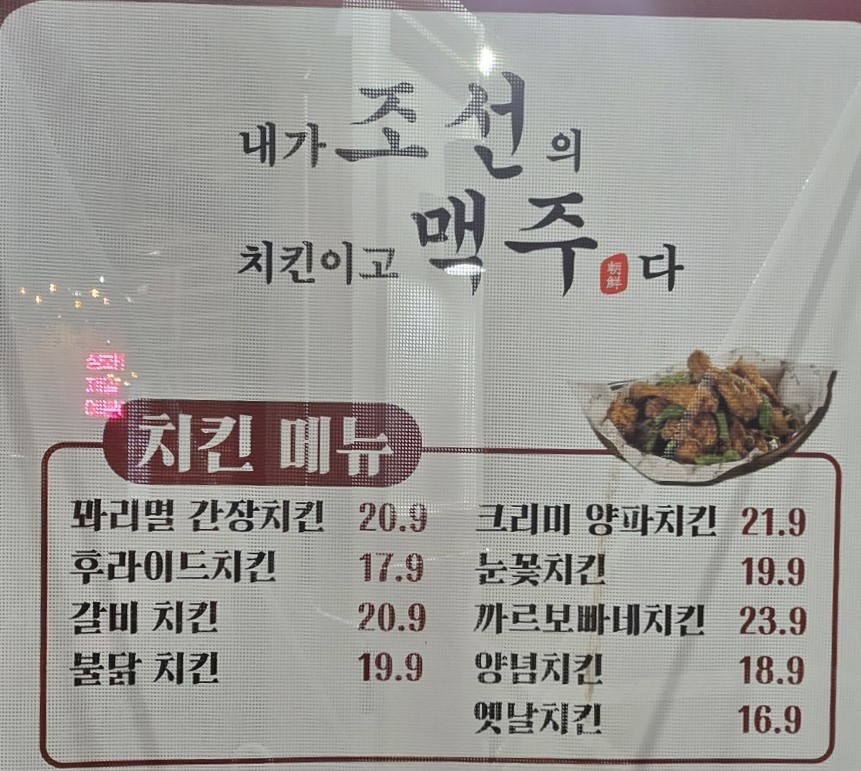 내가 조선의
치킨이고 맥주朝鮮다
치킨 메뉴
꽈리멸 간장치킨 20.9
후라이드치킨 17.9
갈비 치킨 20.9
불닭 치킨 19.9
크리미 양파치킨 21.9
눈꽃치킨 19.9
까르보빠네치킨 23.9
양념치킨 18.9
옛날치킨 16.9